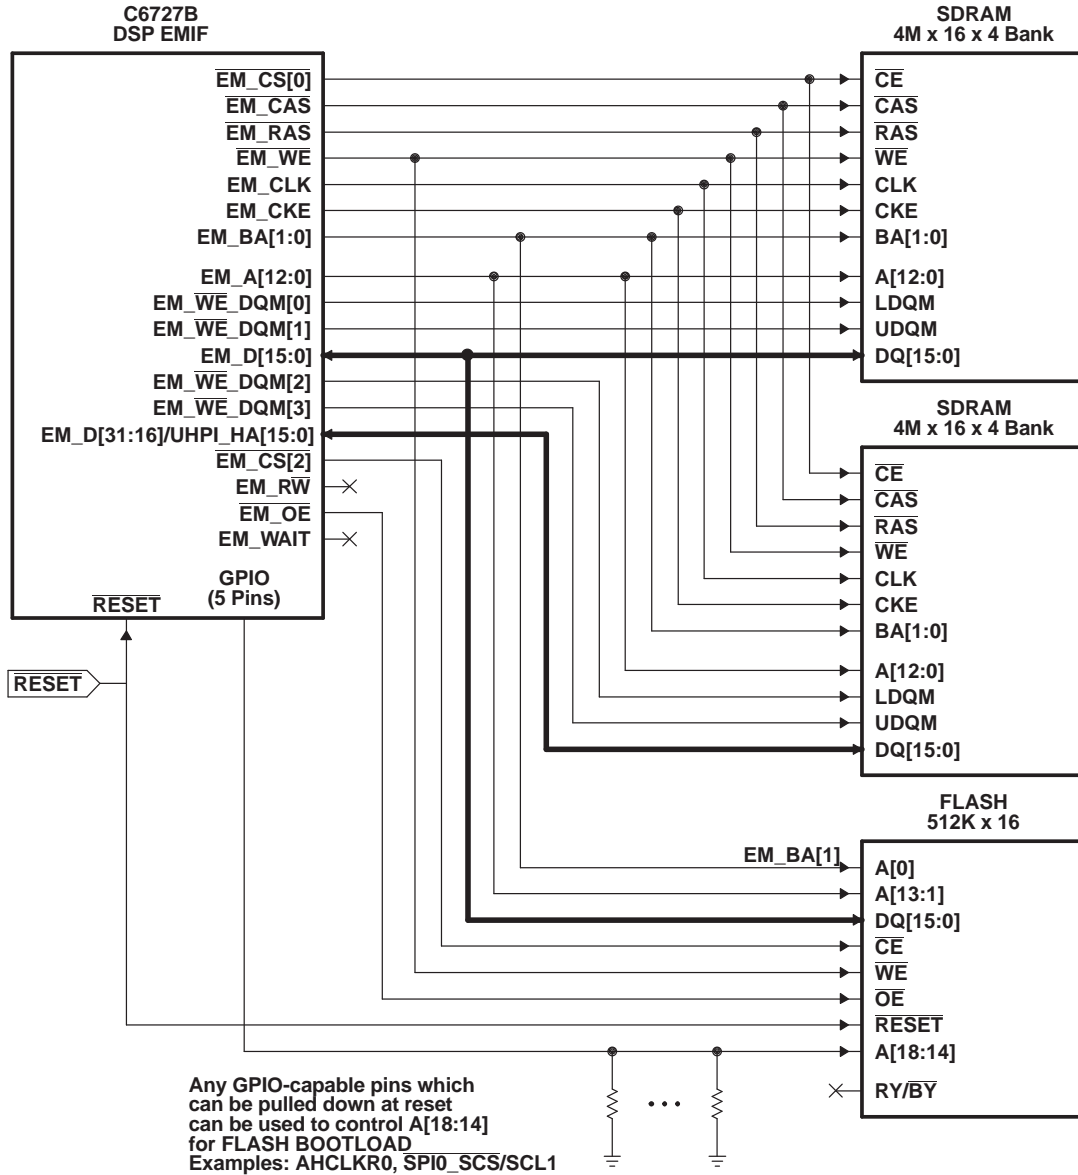 C6727B
DSP EMIF
EM_CS[0]
EM_CAS
EM_RAS
EM_WE
EM_CLK
EM_CKE
EM_BA[1:0]
EM_A[12:0]
EM_WE_DQM[0]
EM_WE_DQM[1]
EM_D[15:0]
EM_WE_DQM[2]
EM_WE_DQM[3]
EM_D[31:16]/UHPI_HA[15:0]
EM_CS[2]
EM_RW
EM_OE
EM_WAIT
GPIO
(5 Pins)
RESET
RESET
SDRAM
4M x 16 x 4 Bank
CE
CAS
RAS
WE
CLK
CKE
BA[1:0]
A[12:0]
LDQM
UDQM
DQ[15:0]
SDRAM
4M x 16 x 4 Bank
CE
CAS
RAS
WE
CLK
CKE
BA[1:0]
A[12:0]
LDQM
UDQM
DQ[15:0]
FLASH
512K x 16
EM_BA[1]
A[0]
A[13:1]
DQ[15:0]
CE
WE
OE
RESET
A[18:14]
RY/BY
Any GPIO-capable pins which
can be pulled down at reset
can be used to control A[18:14]
for FLASH BOOTLOAD
Examples: AHCLKR0, SPI0_SCS/SCL1